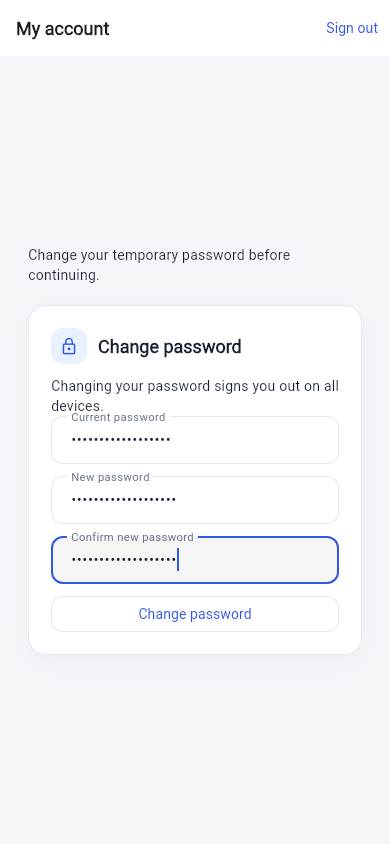 My account
Sign out
Change your temporary password before
continuing.
Change password
Changing your password signs you out on all
devices.
Current password
••••••••••••••••••
New password
•••••••••••••••••••
Confirm new password
•••••••••••••••••••
Change password